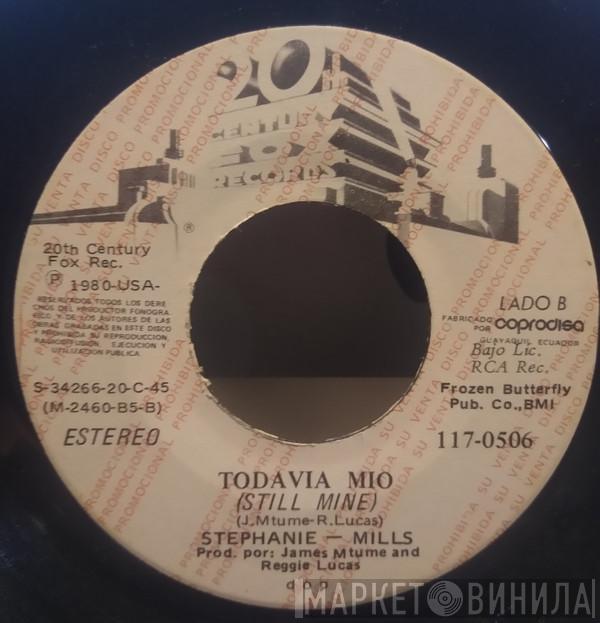 20th
CENTURY
FOX
RECORDS
®
20th Century
Fox Rec.
Ⓟ 1980-USA-
RESERVADOS TODOS LOS DERE
CHOS DEL PRODUCTOR FONOGRA
FICO Y DE LOS AUTORES DE LAS
OBRAS GRABADAS EN ESTE DISCO
Y PROHIBIDA SU REPRODUCCION
RADIODIFUSION, EJECUCION Y
UTILIZACION PUBLICA.
S-34266-20-C-45
(M-2460-B5-B)
ESTEREO
LADO B
FABRICADO
POR coprodisa
GUAYAQUIL ECUADOR
Bajo Lic.
RCA Rec.
Frozen Butterfly
Pub. Co.,BMI
117-0506
TODAVIA MIO
(STILL MINE)
(J.Mtume-R.Lucas)
STEPHANIE - MILLS
Prod. por: James Mtume and
Reggie Lucas
DISCO PROMOCIONAL PROHIBIDA SU VENTA
МАРКЕТ ВИНИЛА